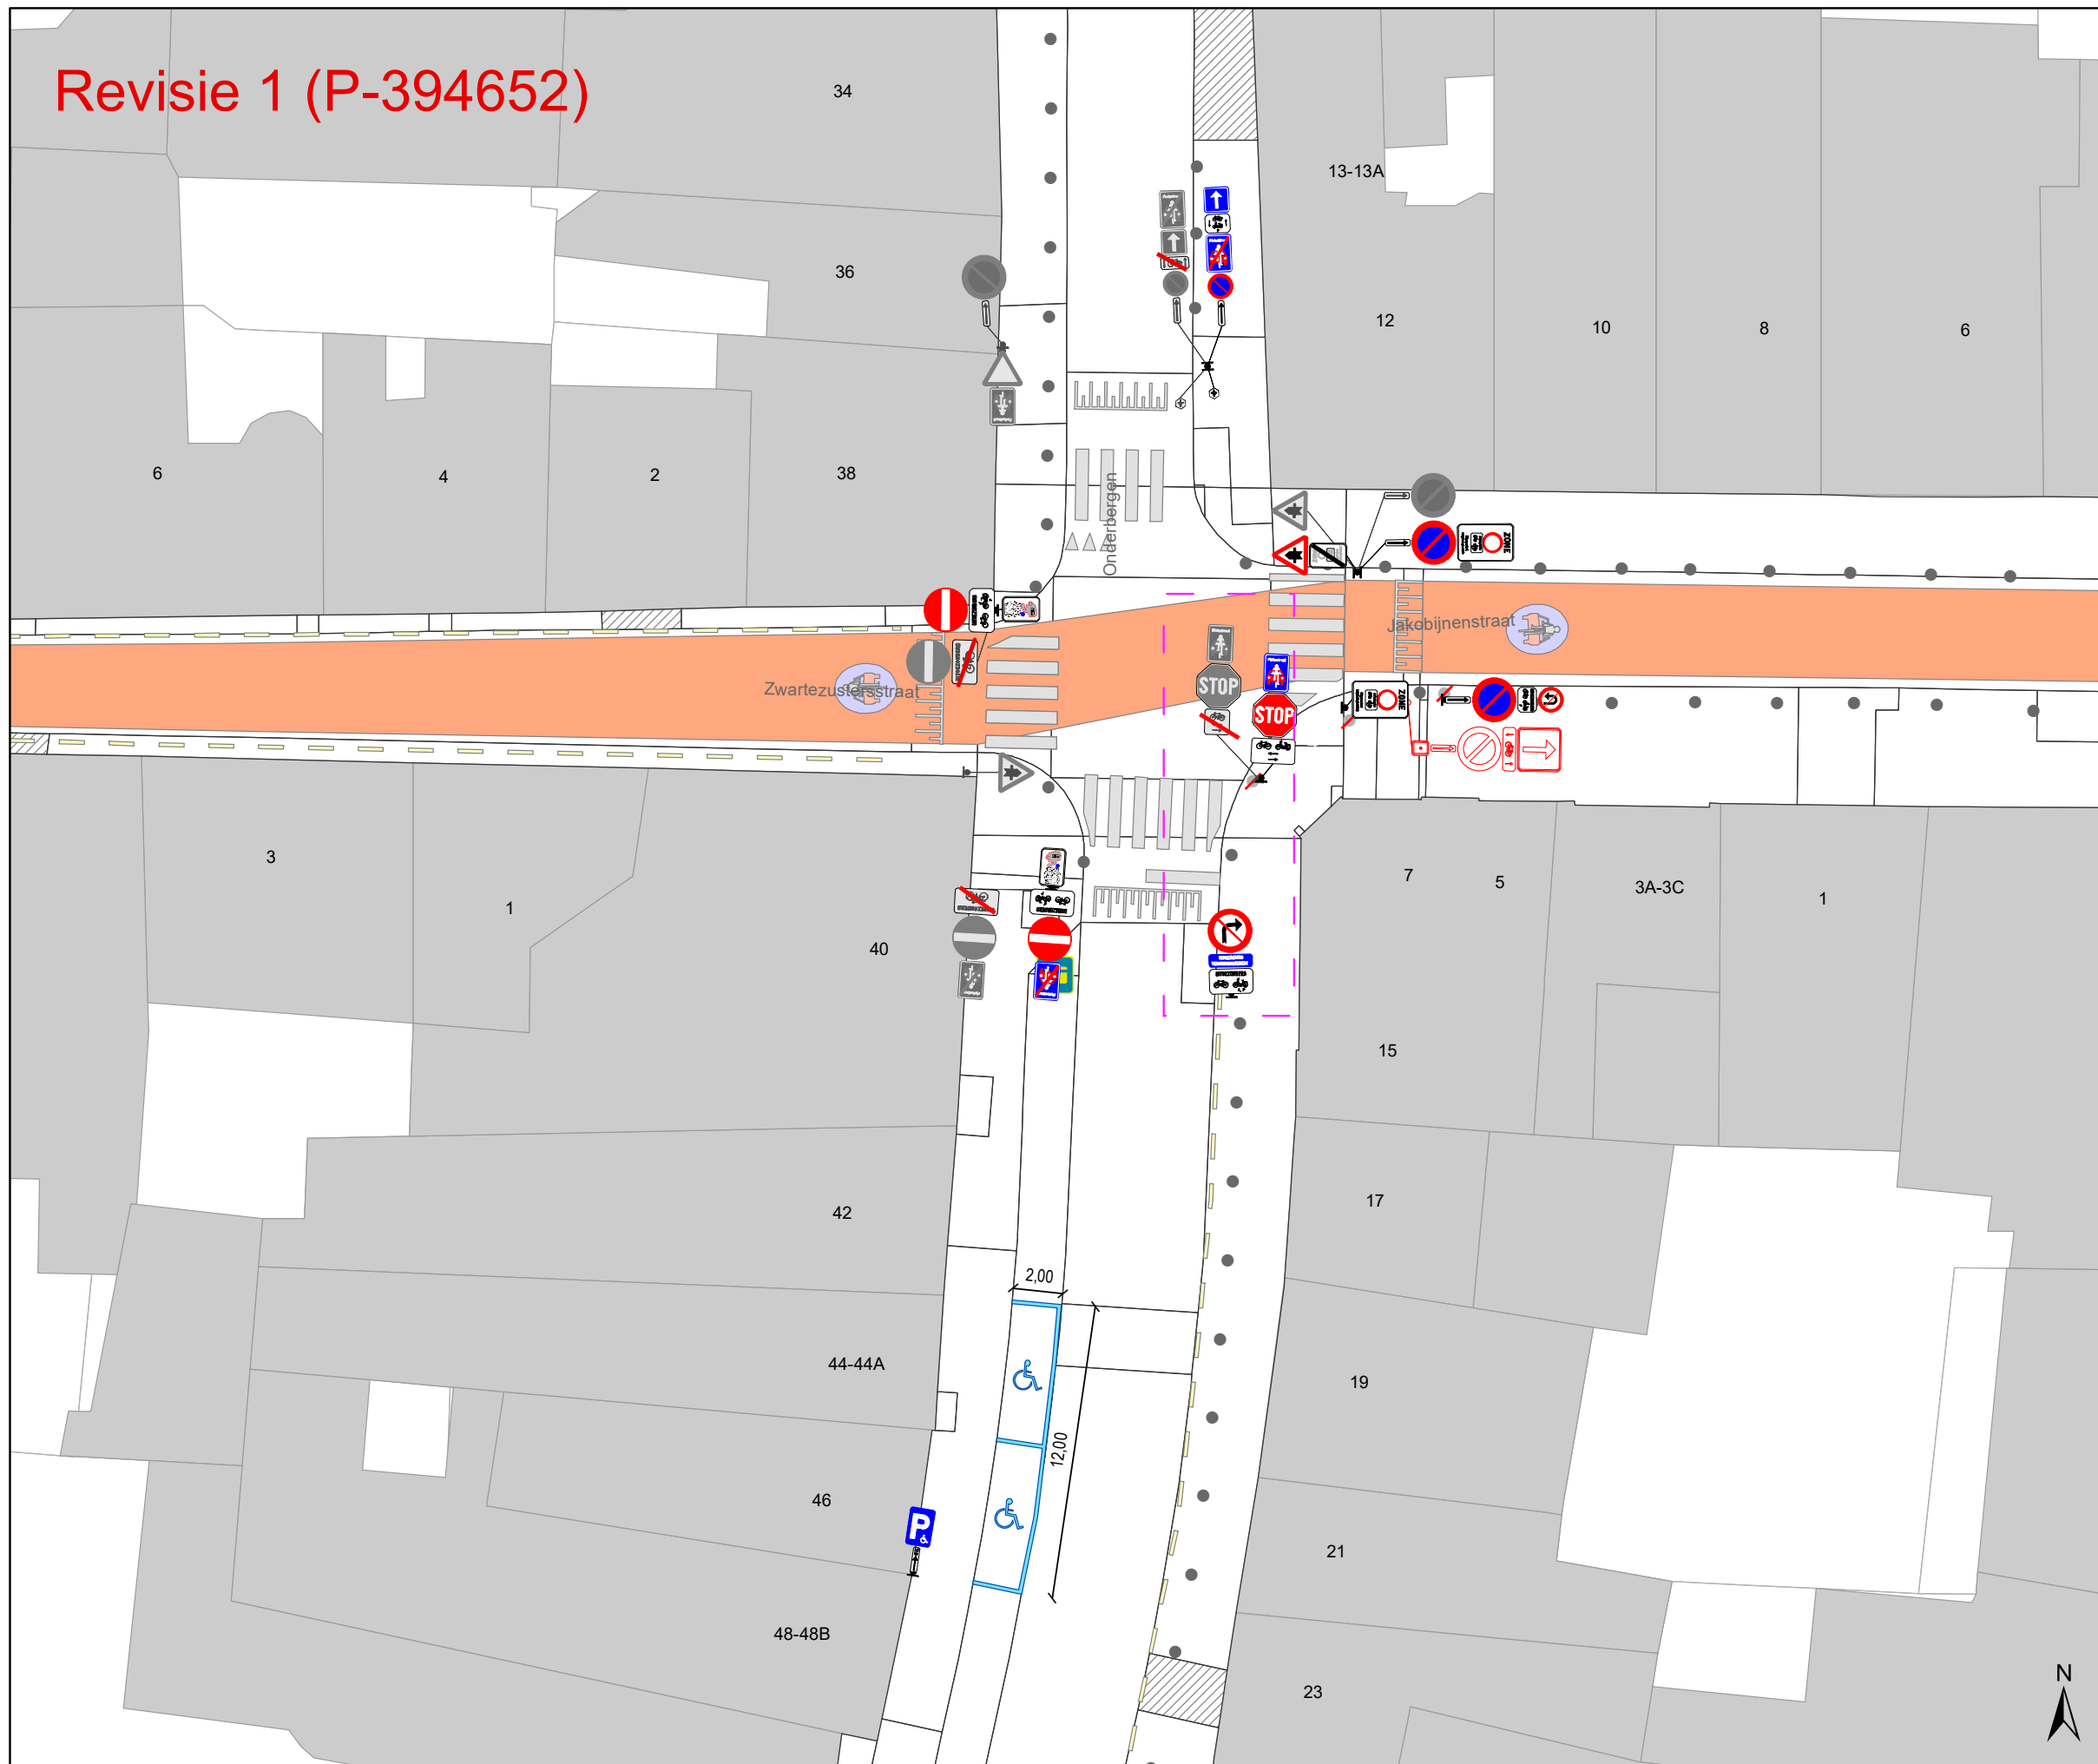 Revisie 1 (P-394652)
34
13-13A
36
12
10
8
6
6
4
2
38
Onderbergen
ZONE
Jakobijnenstraat
Zwartezustersstraat
STOP
STOP
ZONE
3
1
7
5
3A-3C
1
40
15
42
17
2,00
44-44A
19
12,00
46
P
21
48-48B
23
N